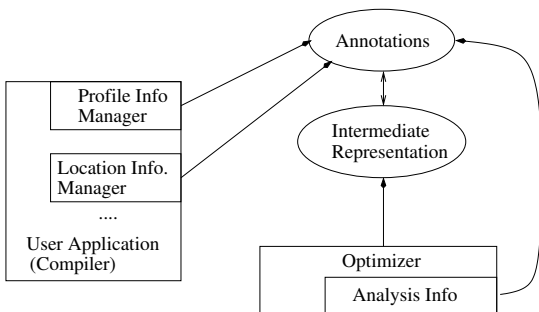 Annotations
Profile Info
Manager
Intermediate
Representation
Location Info.
Manager
....
User Application
(Compiler)
Optimizer
Analysis Info